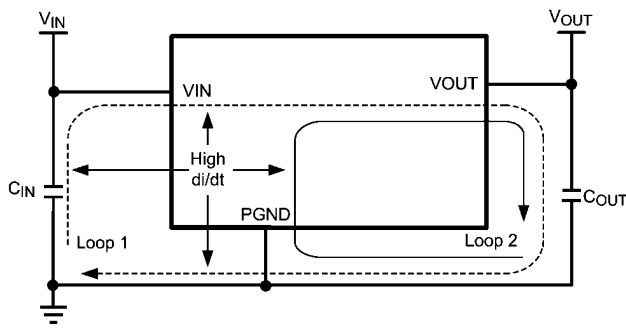 VIN
VOUT
VIN
VOUT
High
di/dt
CIN
COUT
PGND
Loop 1
Loop 2